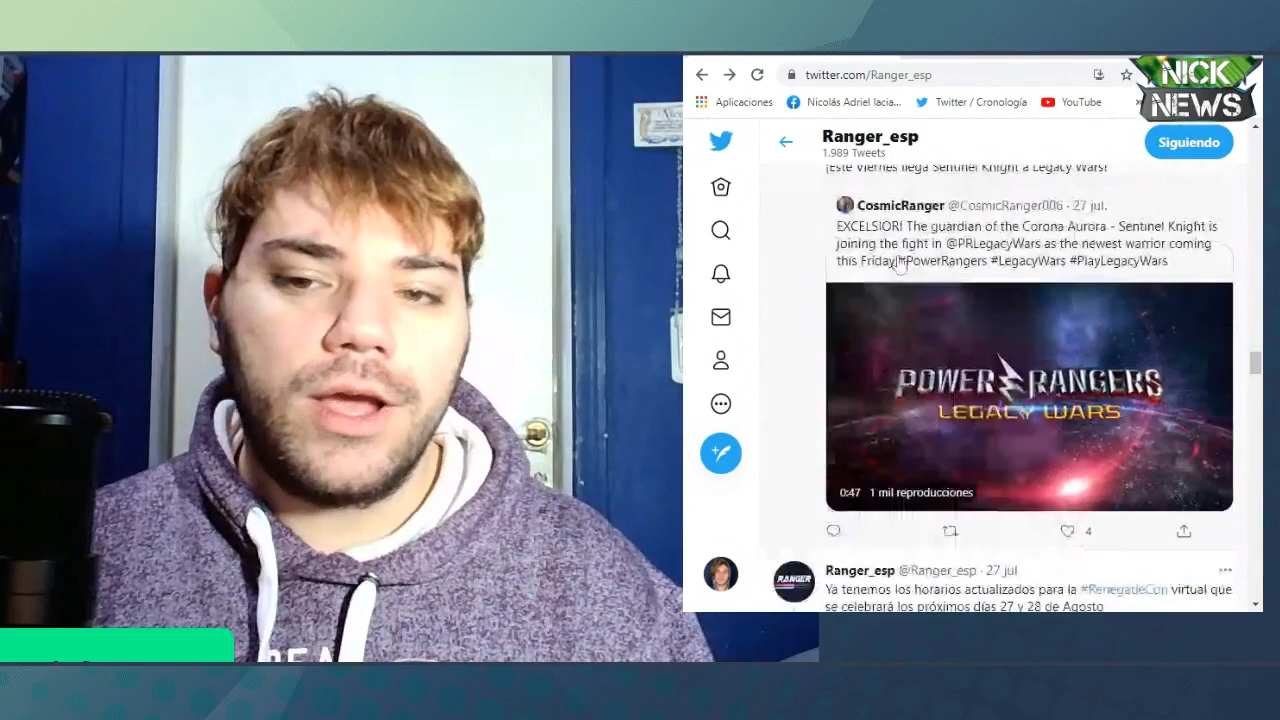 NICK
NEWS
twitter.com/Ranger_esp
Aplicaciones
Nicolás Adriel Iacia...
Twitter / Cronología
YouTube
Ranger_esp
1.989 Tweets
Siguiendo
¡Este Viernes llega Sentinel Knight a Legacy Wars!
CosmicRanger @CosmicRanger006 · 27 jul.
EXCELSIOR! The guardian of the Corona Aurora - Sentinel Knight is
joining the fight in @PRLegacyWars as the newest warrior coming
this Friday! #PowerRangers #LegacyWars #PlayLegacyWars
POWER RANGERS
LEGACY WARS
0:47 1 mil reproducciones
4
RANGER
Ranger_esp @Ranger_esp · 27 jul.
Ya tenemos los horarios actualizados para la #RenegadeCon virtual que
se celebrará los próximos días 27 y 28 de Agosto